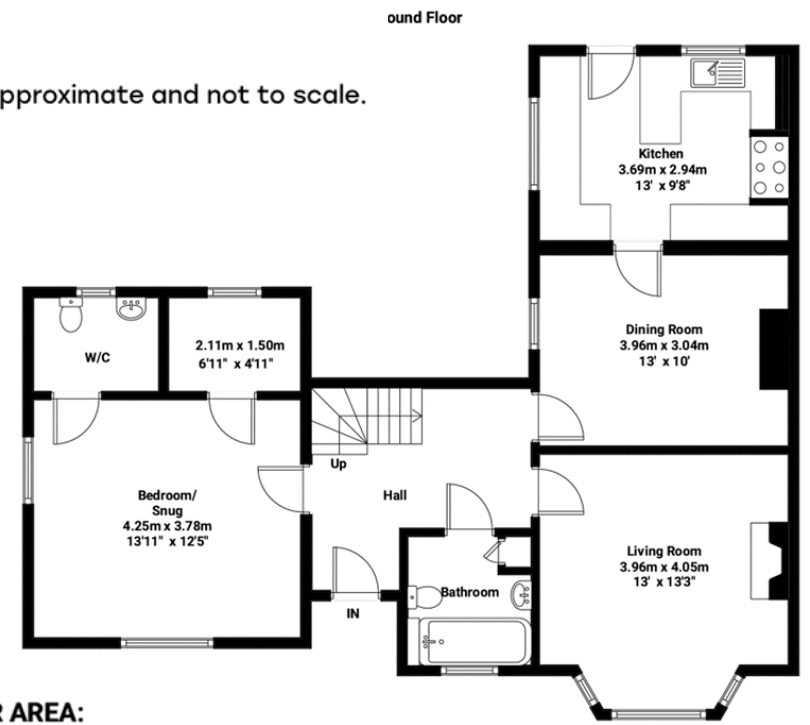 ound Floor
pproximate and not to scale.
Kitchen
3.69m x 2.94m
13' x 9'8"
2.11m x 1.50m
6'11" x 4'11"
W/C
Dining Room
3.96m x 3.04m
13' x 10'
Up
Hall
Bedroom/
Snug
4.25m x 3.78m
13'11" x 12'5"
Living Room
3.96m x 4.05m
13' x 13'3"
Bathroom
IN
R AREA: